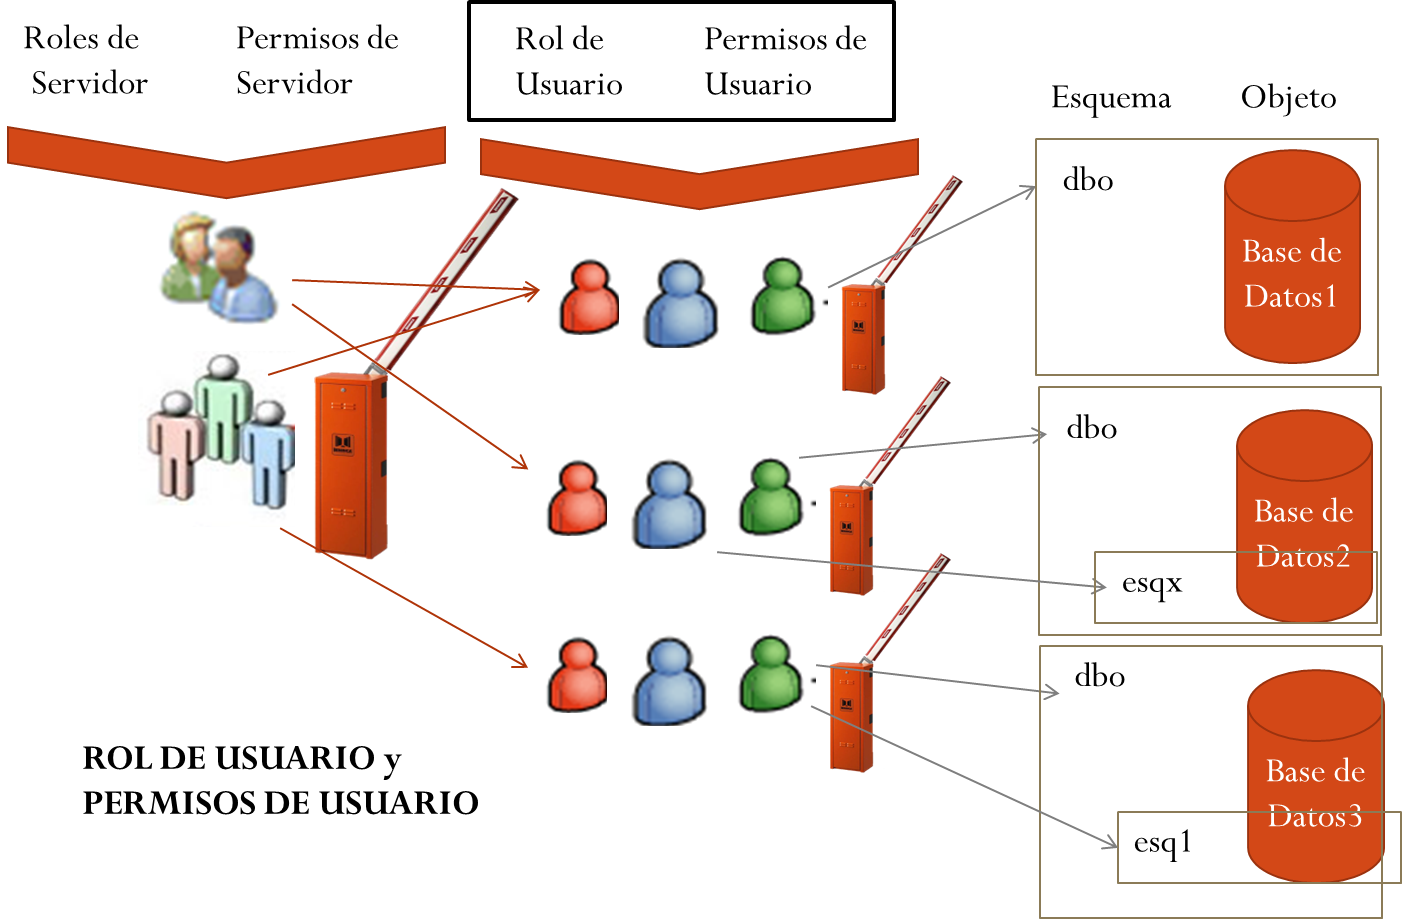 Roles de
Servidor
Permisos de
Servidor
Rol de
Usuario
Permisos de
Usuario
Esquema
Objeto
dbo
Base de
Datos1
dbo
Base de
Datos2
esqx
dbo
Base de
Datos3
esq1
ROL DE USUARIO y
PERMISOS DE USUARIO